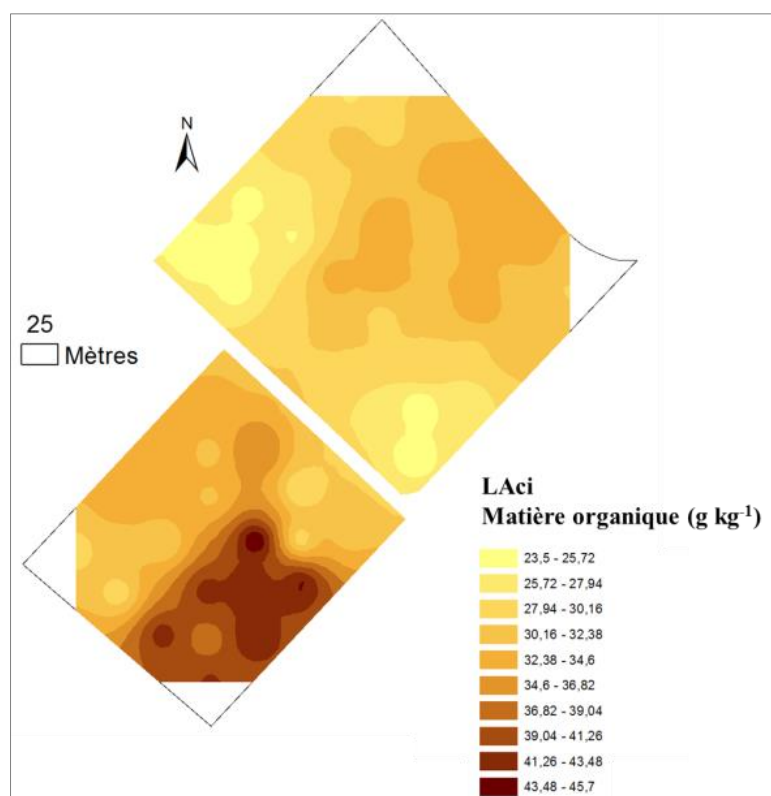 N
25
Mètres
LAci
Matière organique (g kg⁻¹)
23,5 - 25,72
25,72 - 27,94
27,94 - 30,16
30,16 - 32,38
32,38 - 34,6
34,6 - 36,82
36,82 - 39,04
39,04 - 41,26
41,26 - 43,48
43,48 - 45,7